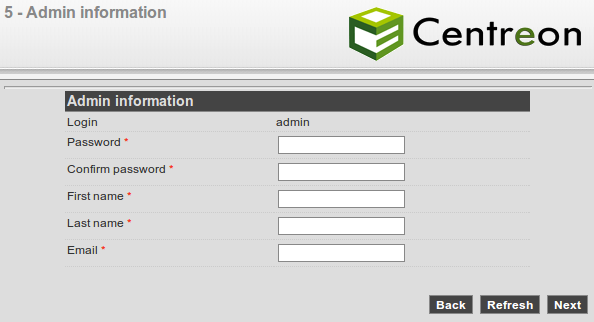 5 - Admin information
Centreon
Admin information
Login admin
Password *
Confirm password *
First name *
Last name *
Email *
Back Refresh Next